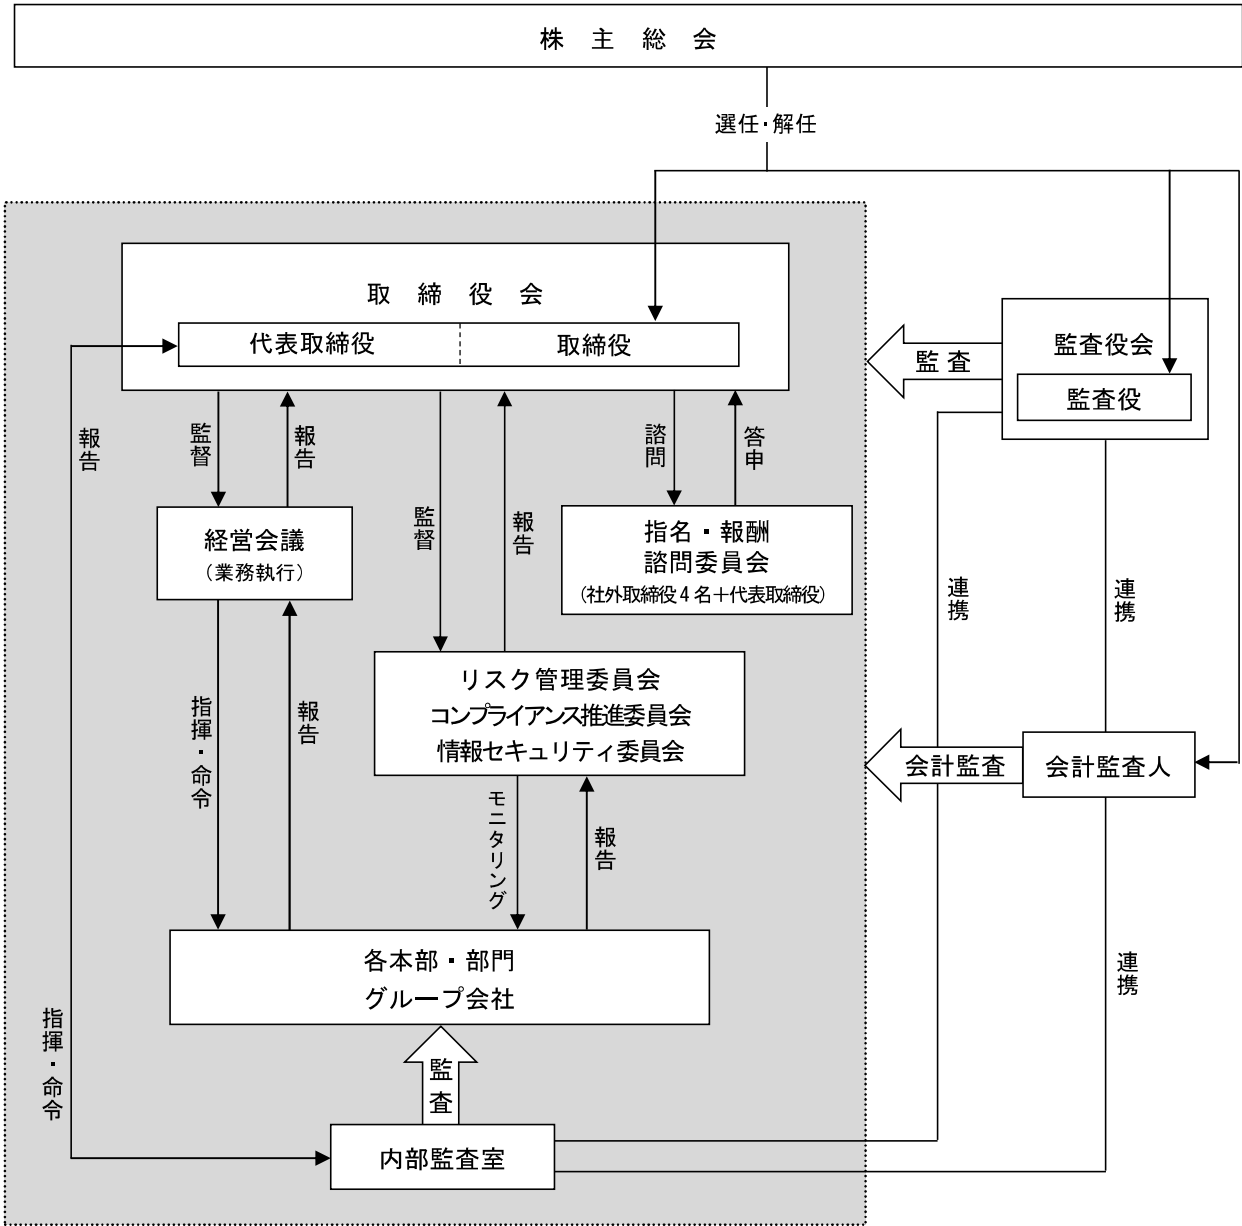 株主総会
選任・解任
取締役会
代表取締役
取締役
監査役会
監査役
監査
報告
監督
報告
監督
報告
諮問
答申
経営会議
（業務執行）
指名・報酬
諮問委員会
（社外取締役4名＋代表取締役）
連携
連携
リスク管理委員会
コンプライアンス推進委員会
情報セキュリティ委員会
指揮・命令
報告
会計監査
会計監査人
モニタリング
報告
各本部・部門
グループ会社
連携
指揮・命令
監査
内部監査室